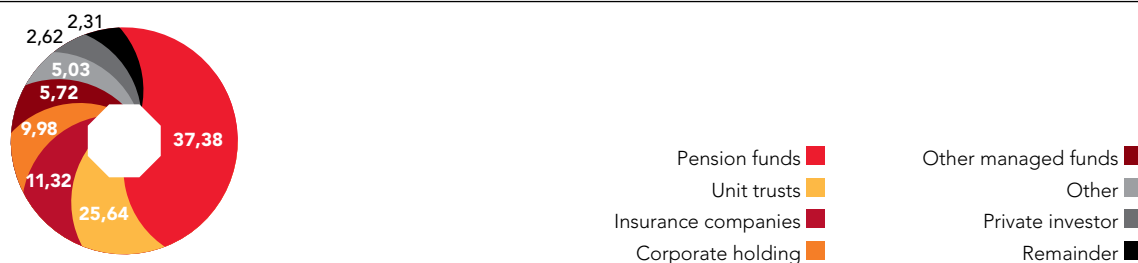 2,31
2,62
5,03
5,72
9,98
37,38
11,32
25,64
Pension funds
Unit trusts
Insurance companies
Corporate holding
Other managed funds
Other
Private investor
Remainder